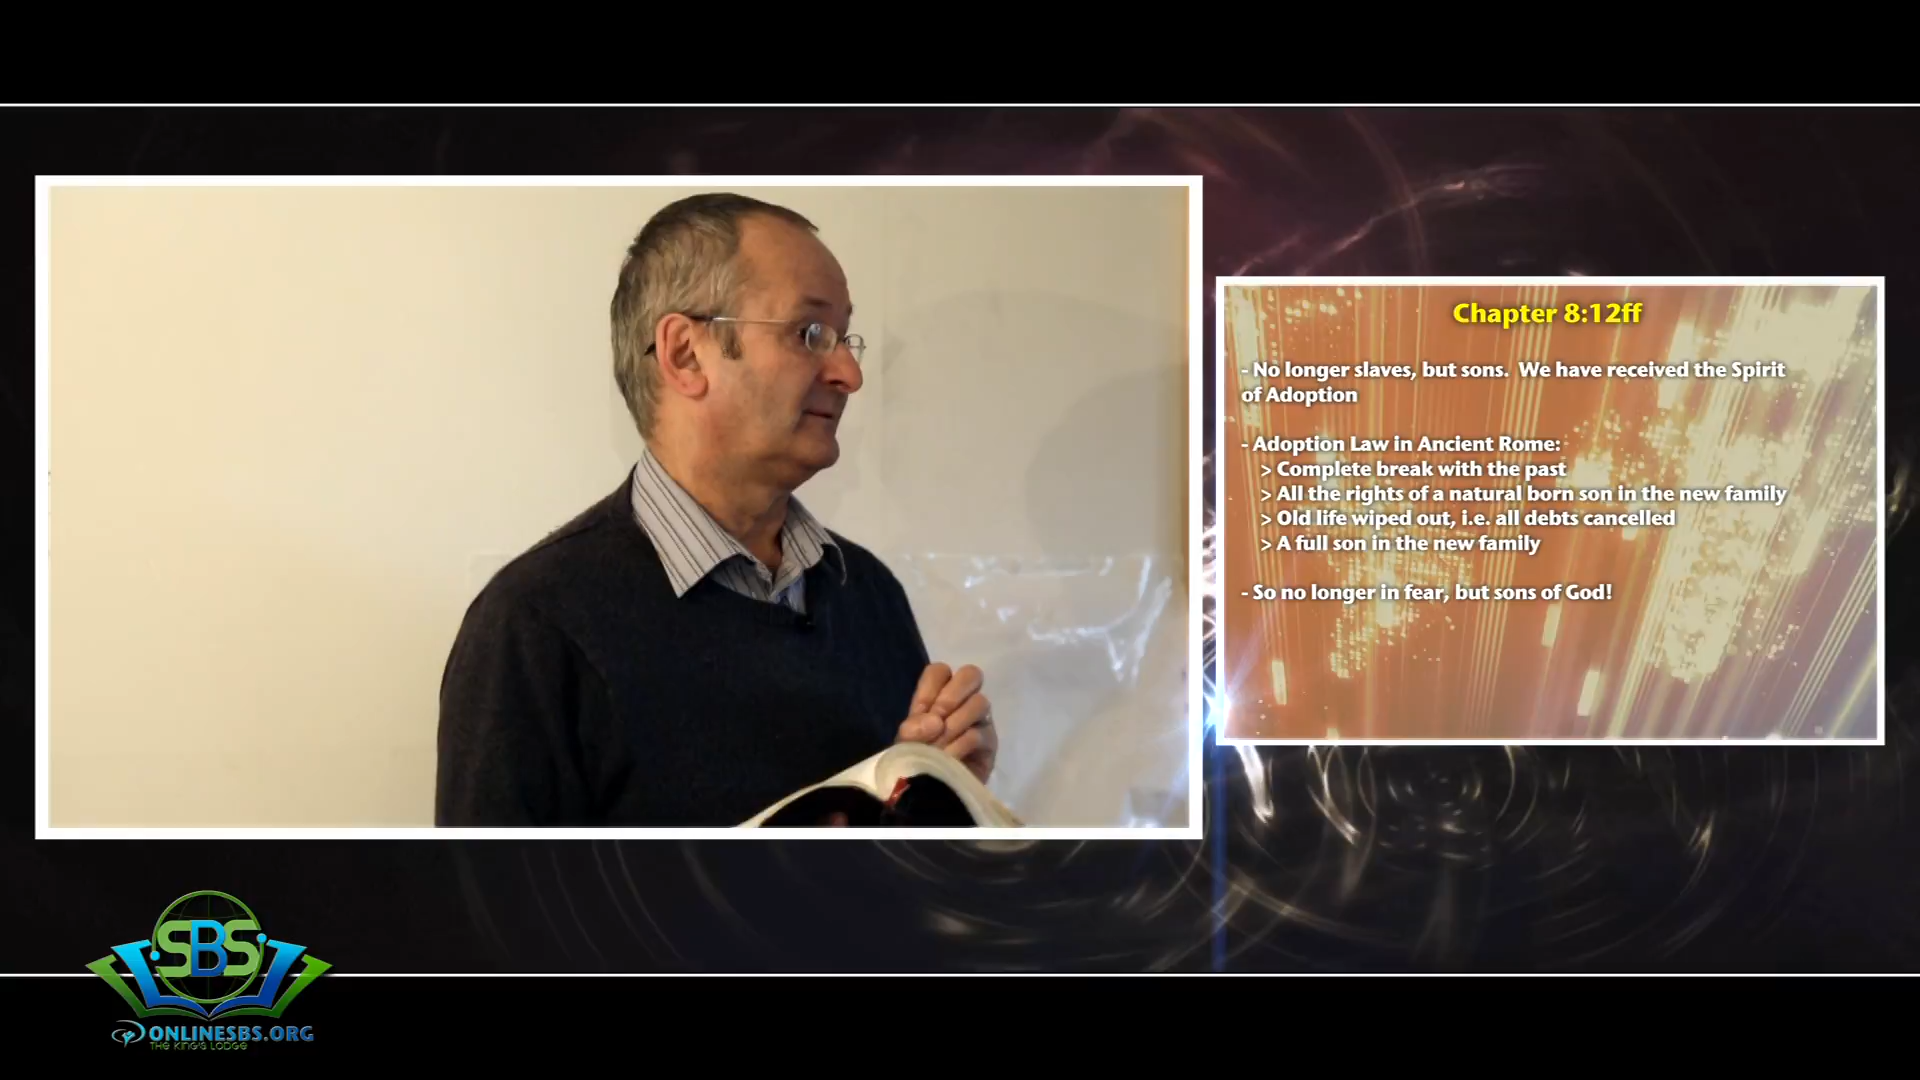 Chapter 8:12ff
- No longer slaves, but sons.  We have received the Spirit
of Adoption
- Adoption Law in Ancient Rome:
> Complete break with the past
> All the rights of a natural born son in the new family
> Old life wiped out, i.e. all debts cancelled
> A full son in the new family
- So no longer in fear, but sons of God!
SBS
ONLINESBS.ORG
THE KING'S LODGE